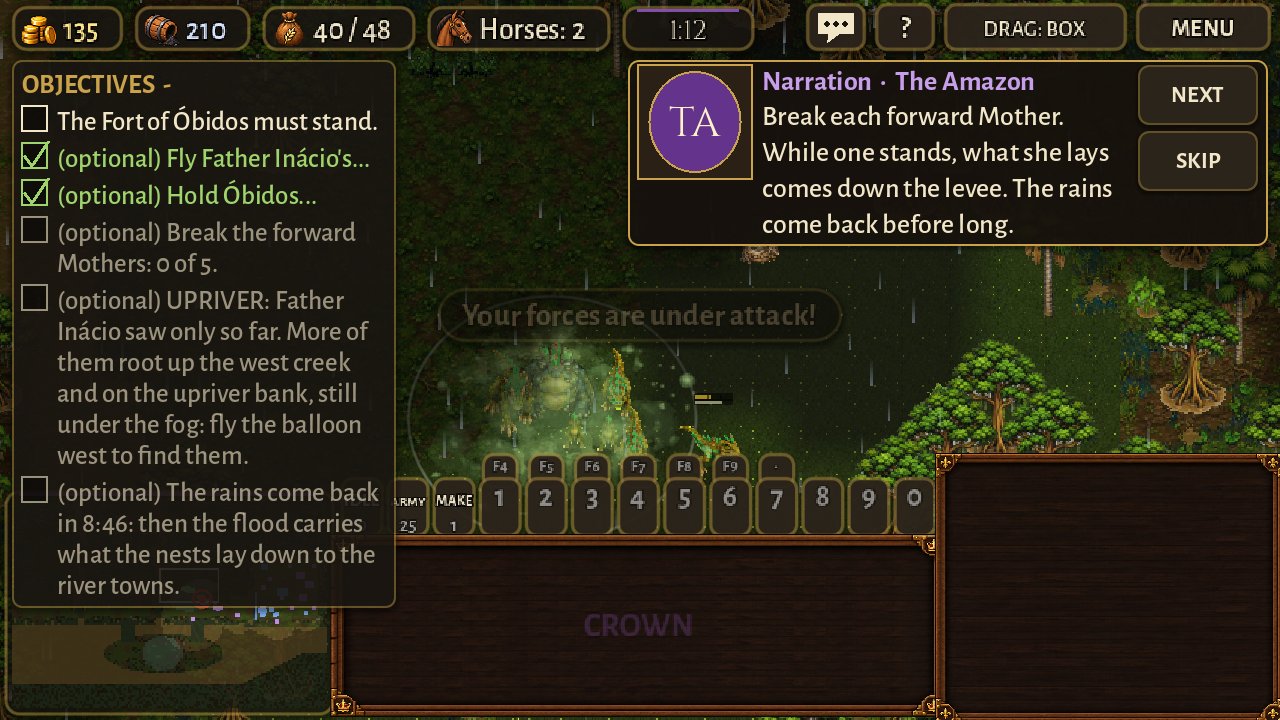 135
210
40 / 48
Horses: 2
1:12
?
DRAG: BOX
MENU
OBJECTIVES -
The Fort of Óbidos must stand.
(optional) Fly Father Inácio's...
(optional) Hold Óbidos...
(optional) Break the forward
Mothers: 0 of 5.
(optional) UPRIVER: Father
Inácio saw only so far. More of
them root up the west creek
and on the upriver bank, still
under the fog: fly the balloon
west to find them.
(optional) The rains come back
in 8:46: then the flood carries
what the nests lay down to the
river towns.
TA
Narration · The Amazon
Break each forward Mother.
While one stands, what she lays
comes down the levee. The rains
come back before long.
NEXT
SKIP
Your forces are under attack!
F4 F5 F6 F7 F8 F9
MAKE 1 2 3 4 5 6 7 8 9 0
25 1
CROWN